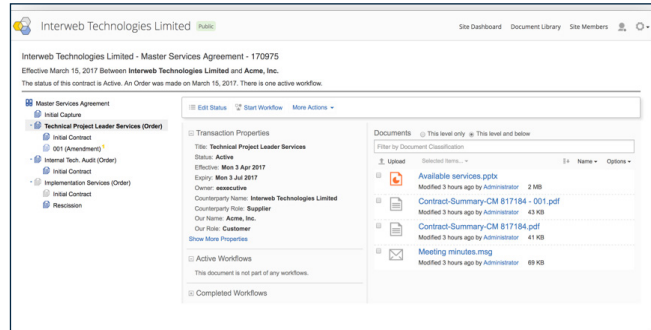 Interweb Technologies Limited Public
Site Dashboard Document Library Site Members
Interweb Technologies Limited - Master Services Agreement - 170975
Effective March 15, 2017 Between Interweb Technologies Limited and Acme, Inc.
The status of this contract is Active. An Order was made on March 15, 2017. There is one active workflow.
Master Services Agreement
Initial Capture
Technical Project Leader Services (Order)
Initial Contract
001 (Amendment)
Internal Tech. Audit (Order)
Initial Contract
Implementation Services (Order)
Initial Contract
Rescission
Edit Status Start Workflow More Actions
Transaction Properties
Title: Technical Project Leader Services
Status: Active
Effective: Mon 3 Apr 2017
Expiry: Mon 3 Jul 2017
Owner: eexecutive
Counterparty Name: Interweb Technologies Limited
Counterparty Role: Supplier
Our Name: Acme, Inc.
Our Role: Customer
Show More Properties
Active Workflows
This document is not part of any workflows.
Completed Workflows
Documents This level only This level and below
Filter by Document Classification
Upload Selected Items... Name Options
Available services.pptx
Modified 3 hours ago by Administrator 2 MB
Contract-Summary-CM 817184 - 001.pdf
Modified 3 hours ago by Administrator 43 KB
Contract-Summary-CM 817184.pdf
Modified 3 hours ago by Administrator 41 KB
Meeting minutes.msg
Modified 3 hours ago by Administrator 89 KB